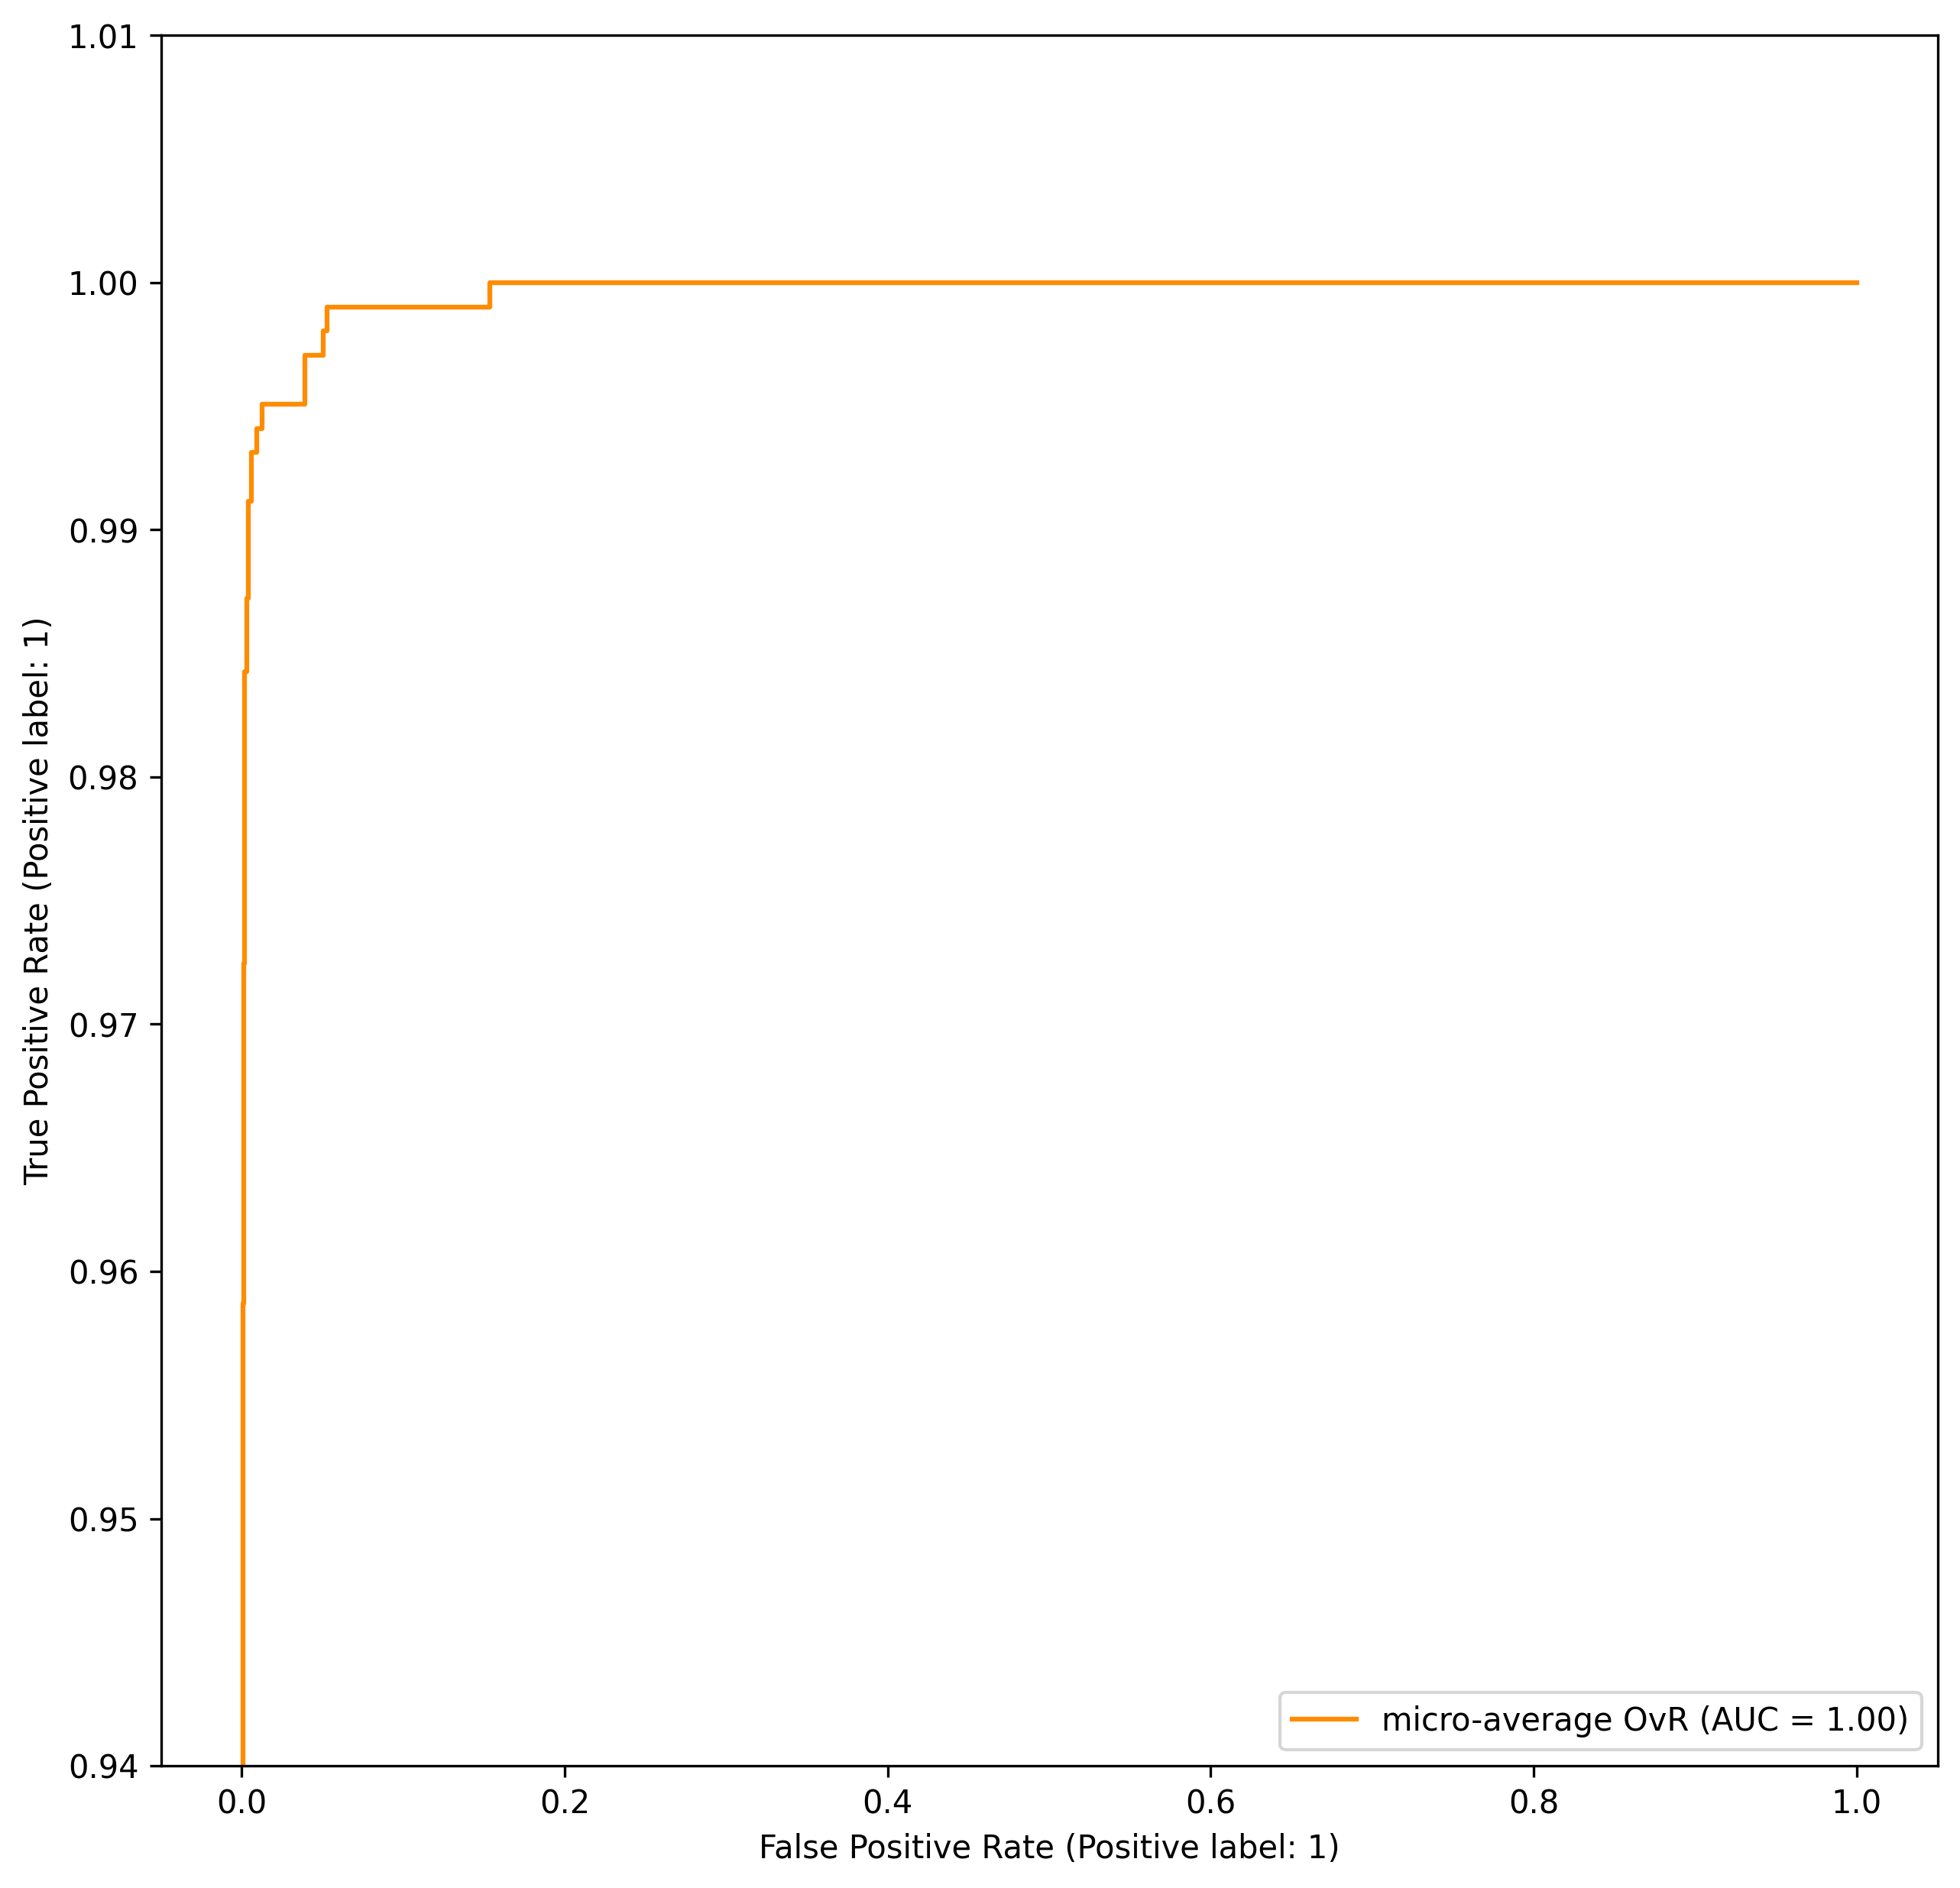 1.01
1.00
0.99
0.98
0.97
0.96
0.95
0.94
True Positive Rate (Positive label: 1)
micro-average OvR (AUC = 1.00)
0.0 0.2 0.4 0.6 0.8 1.0
False Positive Rate (Positive label: 1)